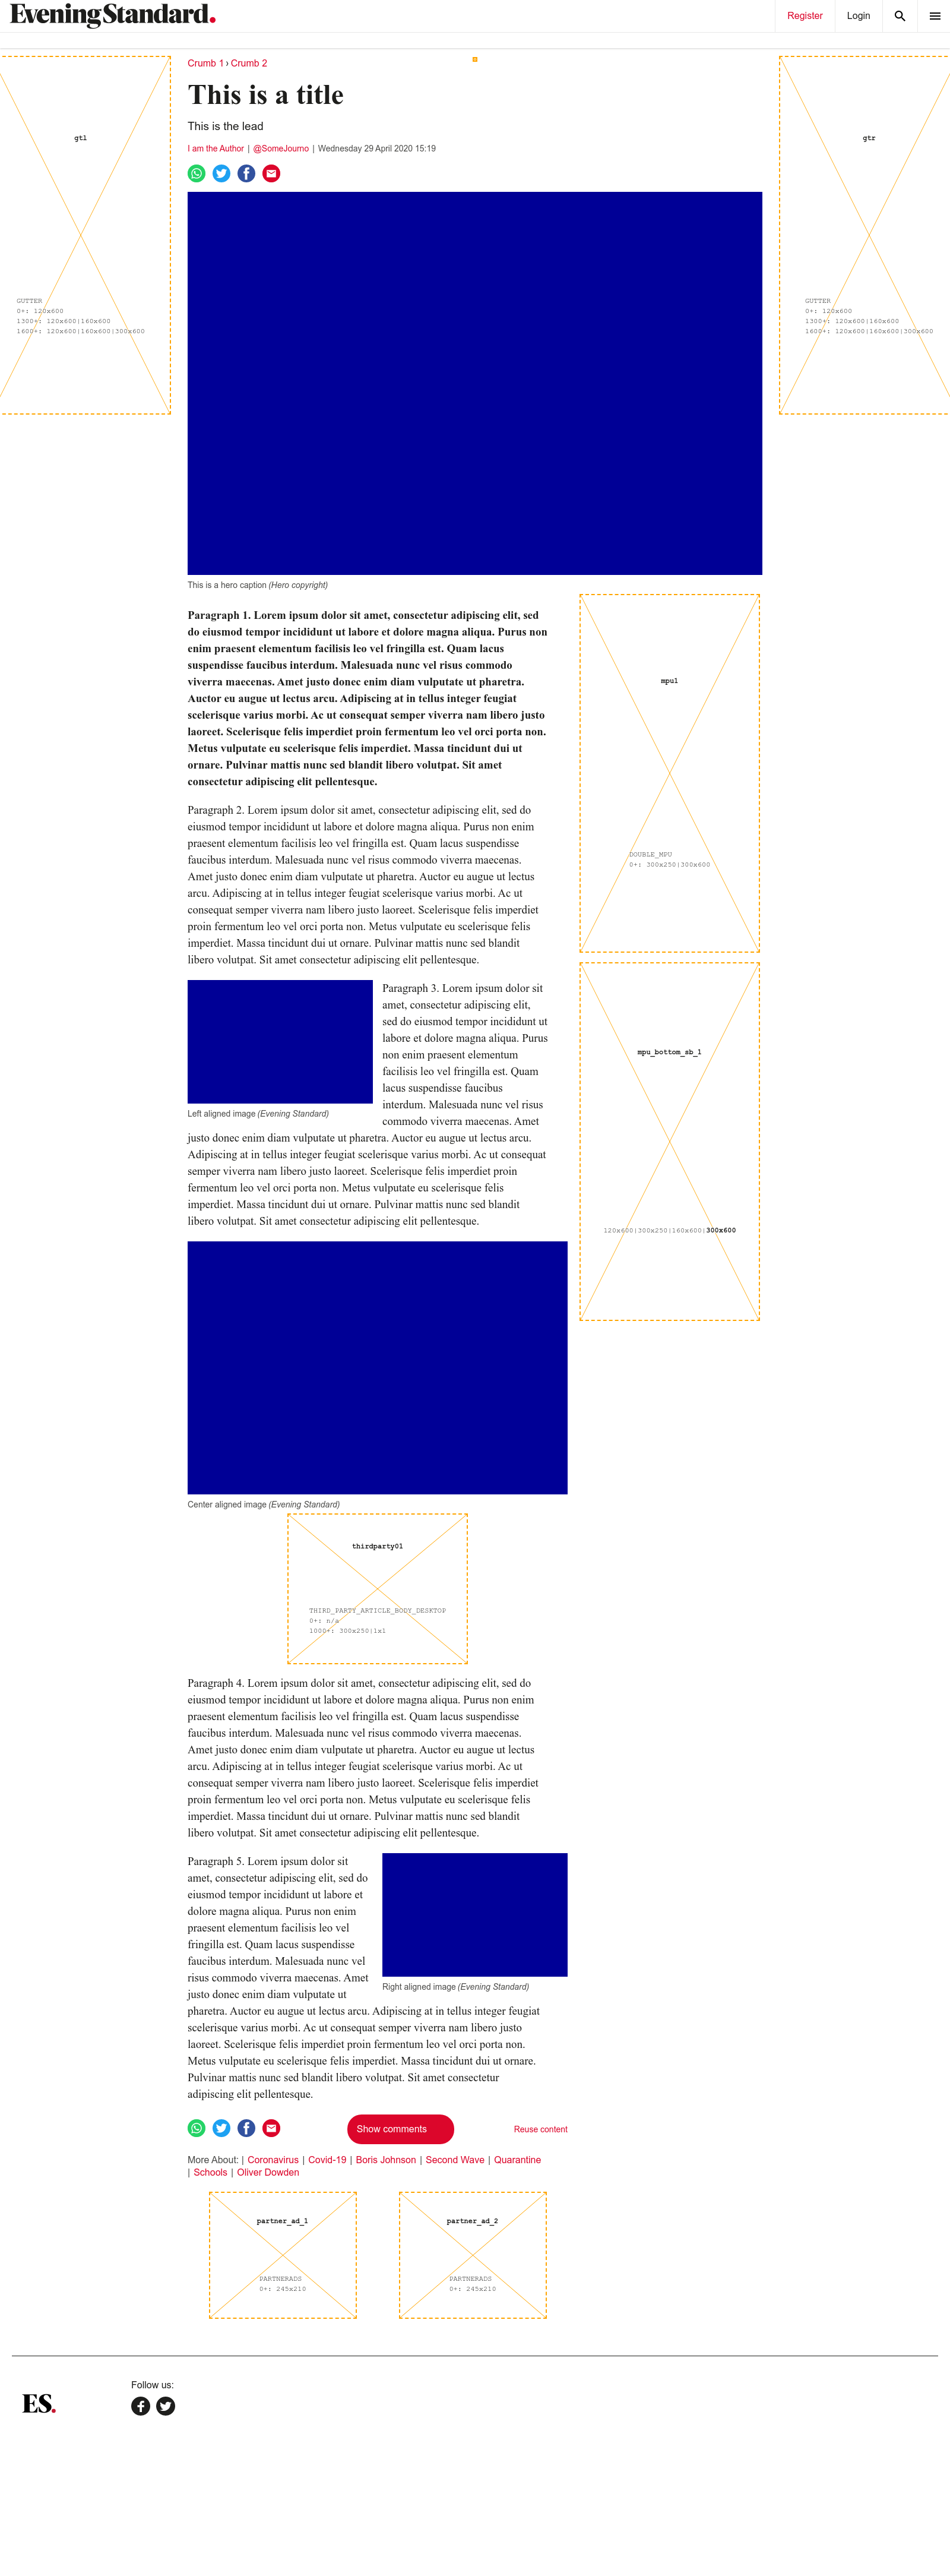 Evening Standard.
Register
Login
Crumb 1 › Crumb 2
This is a title
This is the lead
I am the Author | @SomeJourno | Wednesday 29 April 2020 15:19
gtl
GUTTER
0+: 120x600
1300+: 120x600|160x600
1600+: 120x600|160x600|300x600
gtr
GUTTER
0+: 120x600
1300+: 120x600|160x600
1600+: 120x600|160x600|300x600
This is a hero caption (Hero copyright)
Paragraph 1. Lorem ipsum dolor sit amet, consectetur adipiscing elit, sed
do eiusmod tempor incididunt ut labore et dolore magna aliqua. Purus non
enim praesent elementum facilisis leo vel fringilla est. Quam lacus
suspendisse faucibus interdum. Malesuada nunc vel risus commodo
viverra maecenas. Amet justo donec enim diam vulputate ut pharetra.
Auctor eu augue ut lectus arcu. Adipiscing at in tellus integer feugiat
scelerisque varius morbi. Ac ut consequat semper viverra nam libero justo
laoreet. Scelerisque felis imperdiet proin fermentum leo vel orci porta non.
Metus vulputate eu scelerisque felis imperdiet. Massa tincidunt dui ut
ornare. Pulvinar mattis nunc sed blandit libero volutpat. Sit amet
consectetur adipiscing elit pellentesque.
Paragraph 2. Lorem ipsum dolor sit amet, consectetur adipiscing elit, sed do
eiusmod tempor incididunt ut labore et dolore magna aliqua. Purus non enim
praesent elementum facilisis leo vel fringilla est. Quam lacus suspendisse
faucibus interdum. Malesuada nunc vel risus commodo viverra maecenas.
Amet justo donec enim diam vulputate ut pharetra. Auctor eu augue ut lectus
arcu. Adipiscing at in tellus integer feugiat scelerisque varius morbi. Ac ut
consequat semper viverra nam libero justo laoreet. Scelerisque felis imperdiet
proin fermentum leo vel orci porta non. Metus vulputate eu scelerisque felis
imperdiet. Massa tincidunt dui ut ornare. Pulvinar mattis nunc sed blandit
libero volutpat. Sit amet consectetur adipiscing elit pellentesque.
mpu1
DOUBLE_MPU
0+: 300x250|300x600
mpu_bottom_sb_1
120x600|300x250|160x600|300x600
Left aligned image (Evening Standard)
Paragraph 3. Lorem ipsum dolor sit
amet, consectetur adipiscing elit,
sed do eiusmod tempor incididunt ut
labore et dolore magna aliqua. Purus
non enim praesent elementum
facilisis leo vel fringilla est. Quam
lacus suspendisse faucibus
interdum. Malesuada nunc vel risus
commodo viverra maecenas. Amet
justo donec enim diam vulputate ut pharetra. Auctor eu augue ut lectus arcu.
Adipiscing at in tellus integer feugiat scelerisque varius morbi. Ac ut consequat
semper viverra nam libero justo laoreet. Scelerisque felis imperdiet proin
fermentum leo vel orci porta non. Metus vulputate eu scelerisque felis
imperdiet. Massa tincidunt dui ut ornare. Pulvinar mattis nunc sed blandit
libero volutpat. Sit amet consectetur adipiscing elit pellentesque.
Center aligned image (Evening Standard)
thirdparty01
THIRD_PARTY_ARTICLE_BODY_DESKTOP
0+: n/a
1000+: 300x250|1x1
Paragraph 4. Lorem ipsum dolor sit amet, consectetur adipiscing elit, sed do
eiusmod tempor incididunt ut labore et dolore magna aliqua. Purus non enim
praesent elementum facilisis leo vel fringilla est. Quam lacus suspendisse
faucibus interdum. Malesuada nunc vel risus commodo viverra maecenas.
Amet justo donec enim diam vulputate ut pharetra. Auctor eu augue ut lectus
arcu. Adipiscing at in tellus integer feugiat scelerisque varius morbi. Ac ut
consequat semper viverra nam libero justo laoreet. Scelerisque felis imperdiet
proin fermentum leo vel orci porta non. Metus vulputate eu scelerisque felis
imperdiet. Massa tincidunt dui ut ornare. Pulvinar mattis nunc sed blandit
libero volutpat. Sit amet consectetur adipiscing elit pellentesque.
Paragraph 5. Lorem ipsum dolor sit
amet, consectetur adipiscing elit, sed do
eiusmod tempor incididunt ut labore et
dolore magna aliqua. Purus non enim
praesent elementum facilisis leo vel
fringilla est. Quam lacus suspendisse
faucibus interdum. Malesuada nunc vel
risus commodo viverra maecenas. Amet
justo donec enim diam vulputate ut
pharetra. Auctor eu augue ut lectus arcu. Adipiscing at in tellus integer feugiat
scelerisque varius morbi. Ac ut consequat semper viverra nam libero justo
laoreet. Scelerisque felis imperdiet proin fermentum leo vel orci porta non.
Metus vulputate eu scelerisque felis imperdiet. Massa tincidunt dui ut ornare.
Pulvinar mattis nunc sed blandit libero volutpat. Sit amet consectetur
adipiscing elit pellentesque.
Right aligned image (Evening Standard)
Show comments
Reuse content
More About: | Coronavirus | Covid-19 | Boris Johnson | Second Wave | Quarantine
| Schools | Oliver Dowden
partner_ad_1
PARTNERADS
0+: 245x210
partner_ad_2
PARTNERADS
0+: 245x210
ES.
Follow us: